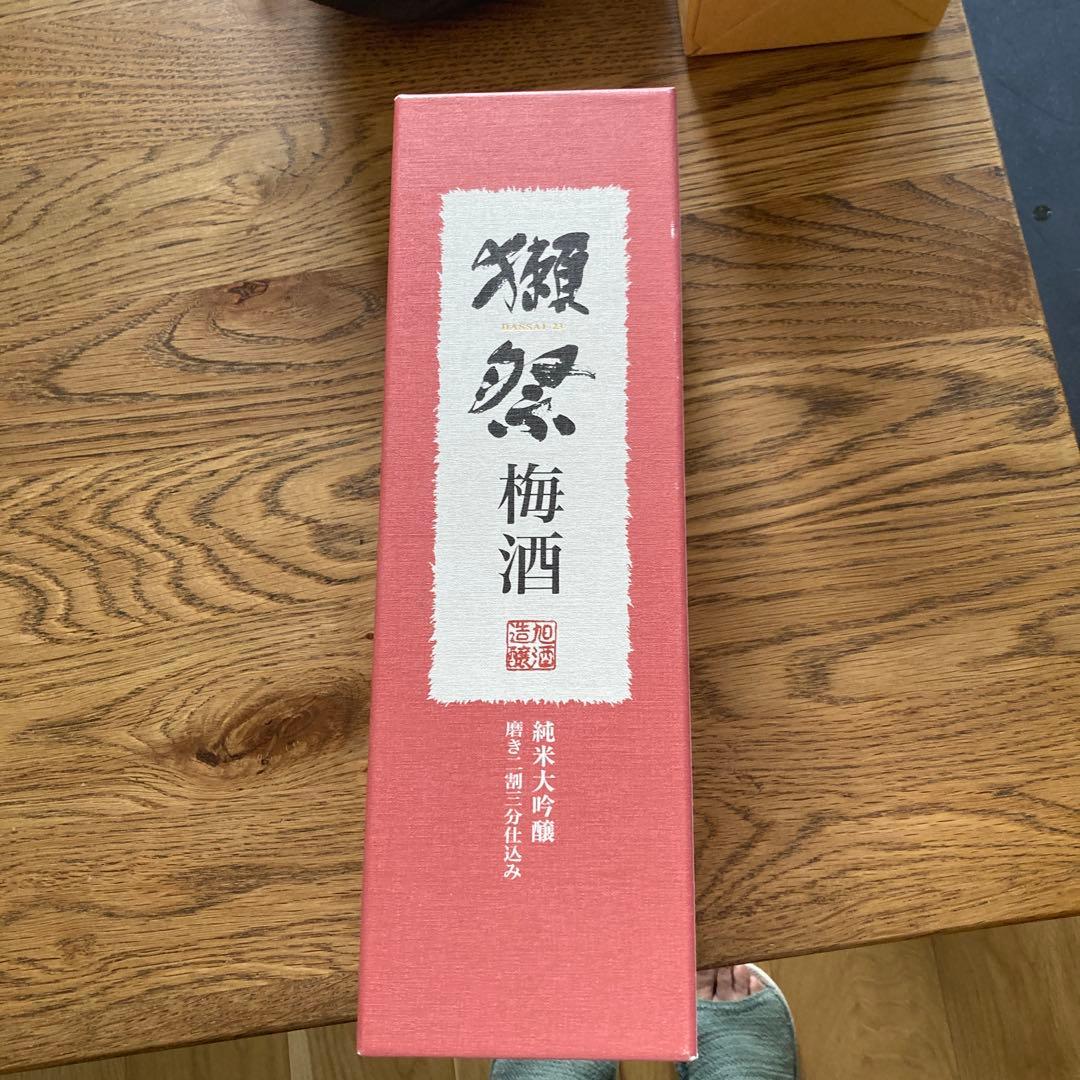 獺祭
DASSAI 23
梅酒
旭酒造醸
純米大吟醸
磨き二割三分仕込み